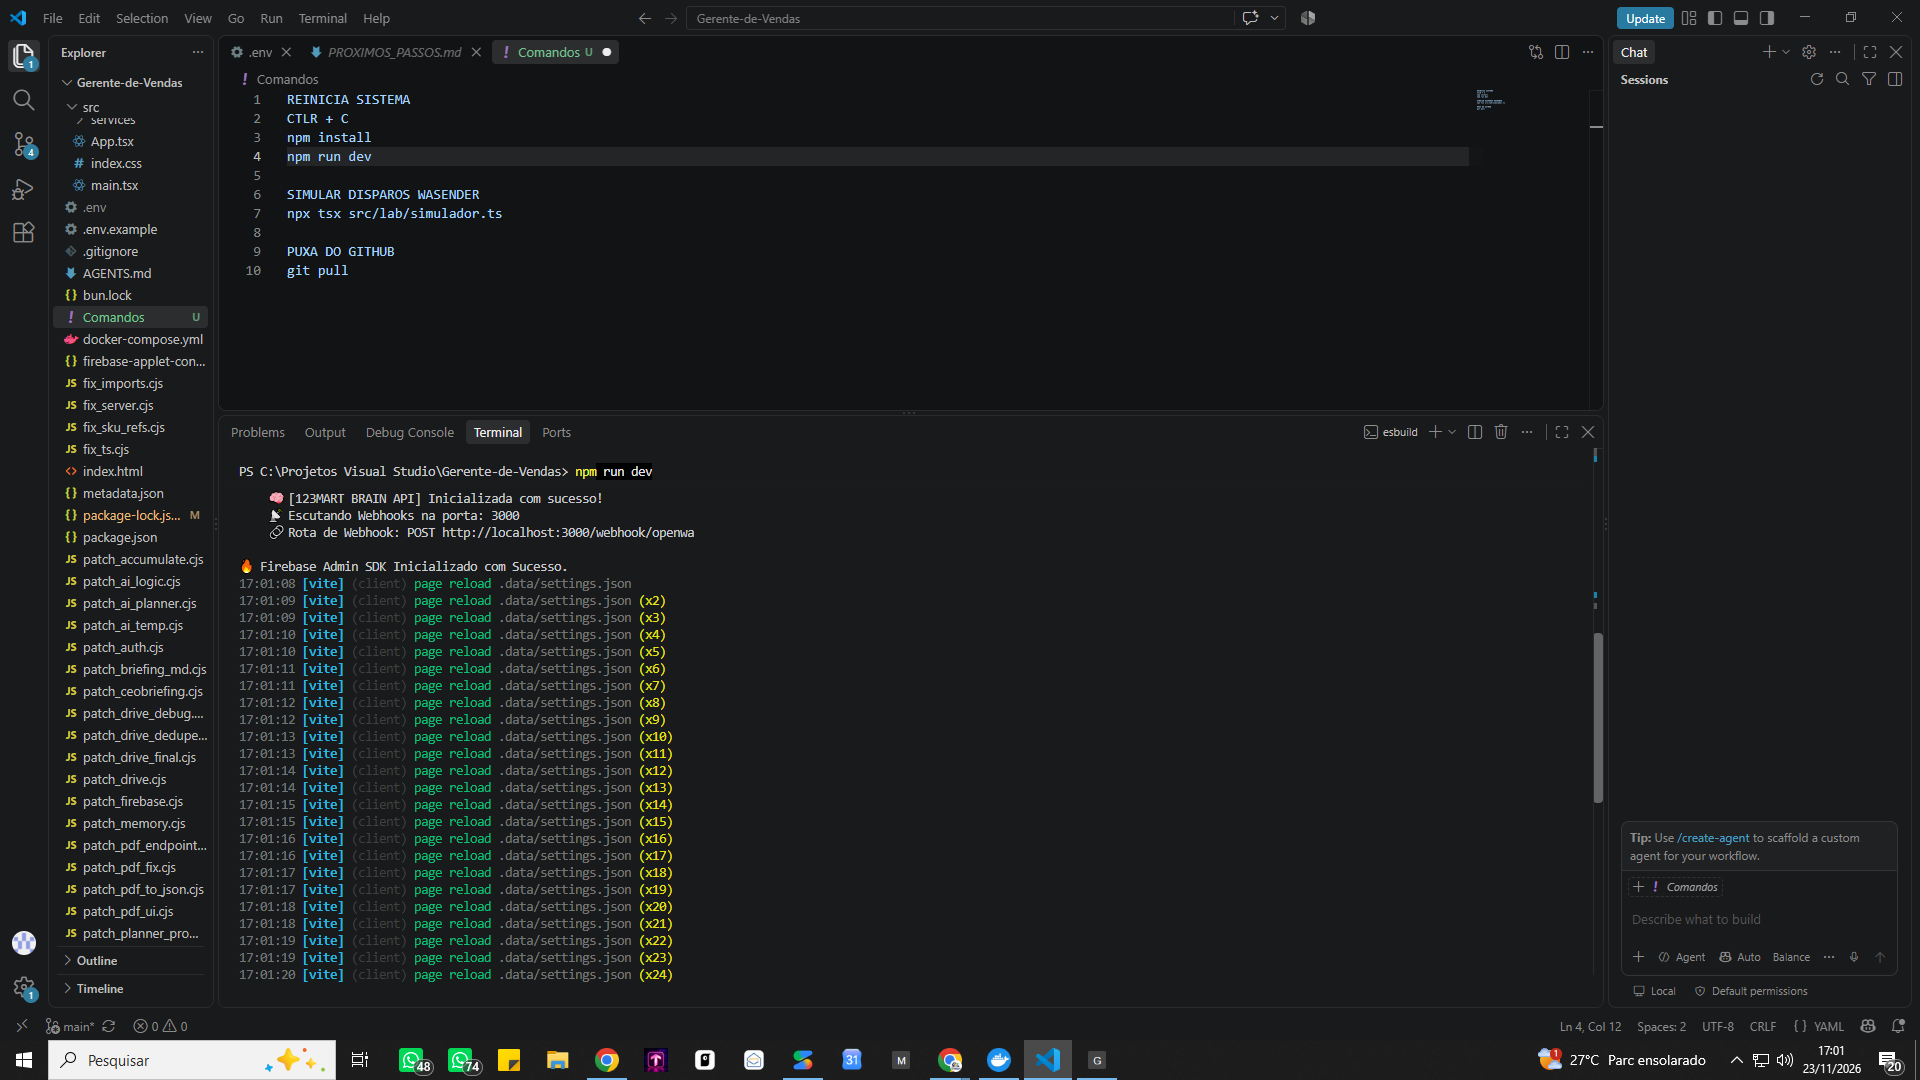 File Edit Selection View Go Run Terminal Help
Gerente-de-Vendas
Update
Explorer
Gerente-de-Vendas
src
services
App.tsx
index.css
main.tsx
.env
.env.example
.gitignore
AGENTS.md
bun.lock
Comandos U
docker-compose.yml
firebase-applet-con...
fix_imports.cjs
fix_server.cjs
fix_sku_refs.cjs
fix_ts.cjs
index.html
metadata.json
package-lock.js... M
package.json
patch_accumulate.cjs
patch_ai_logic.cjs
patch_ai_planner.cjs
patch_ai_temp.cjs
patch_auth.cjs
patch_briefing_md.cjs
patch_ceobriefing.cjs
patch_drive_debug....
patch_drive_dedupe...
patch_drive_final.cjs
patch_drive.cjs
patch_firebase.cjs
patch_memory.cjs
patch_pdf_endpoint...
patch_pdf_fix.cjs
patch_pdf_to_json.cjs
patch_pdf_ui.cjs
patch_planner_pro...
Outline
Timeline
.env PROXIMOS_PASSOS.md Comandos U
Comandos
1 REINICIA SISTEMA
2 CTLR + C
3 npm install
4 npm run dev
5
6 SIMULAR DISPAROS WASENDER
7 npx tsx src/lab/simulador.ts
8
9 PUXA DO GITHUB
10 git pull
Problems Output Debug Console Terminal Ports
esbuild
PS C:\Projetos Visual Studio\Gerente-de-Vendas> npm run dev
🧠 [123MART BRAIN API] Inicializada com sucesso!
📡 Escutando Webhooks na porta: 3000
🔗 Rota de Webhook: POST http://localhost:3000/webhook/openwa
🔥 Firebase Admin SDK Inicializado com Sucesso.
17:01:08 [vite] (client) page reload .data/settings.json
17:01:09 [vite] (client) page reload .data/settings.json (x2)
17:01:09 [vite] (client) page reload .data/settings.json (x3)
17:01:10 [vite] (client) page reload .data/settings.json (x4)
17:01:10 [vite] (client) page reload .data/settings.json (x5)
17:01:11 [vite] (client) page reload .data/settings.json (x6)
17:01:11 [vite] (client) page reload .data/settings.json (x7)
17:01:12 [vite] (client) page reload .data/settings.json (x8)
17:01:12 [vite] (client) page reload .data/settings.json (x9)
17:01:13 [vite] (client) page reload .data/settings.json (x10)
17:01:13 [vite] (client) page reload .data/settings.json (x11)
17:01:14 [vite] (client) page reload .data/settings.json (x12)
17:01:14 [vite] (client) page reload .data/settings.json (x13)
17:01:15 [vite] (client) page reload .data/settings.json (x14)
17:01:15 [vite] (client) page reload .data/settings.json (x15)
17:01:16 [vite] (client) page reload .data/settings.json (x16)
17:01:16 [vite] (client) page reload .data/settings.json (x17)
17:01:17 [vite] (client) page reload .data/settings.json (x18)
17:01:17 [vite] (client) page reload .data/settings.json (x19)
17:01:18 [vite] (client) page reload .data/settings.json (x20)
17:01:18 [vite] (client) page reload .data/settings.json (x21)
17:01:19 [vite] (client) page reload .data/settings.json (x22)
17:01:19 [vite] (client) page reload .data/settings.json (x23)
17:01:20 [vite] (client) page reload .data/settings.json (x24)
Chat
Sessions
Tip: Use /create-agent to scaffold a custom
agent for your workflow.
Comandos
Describe what to build
Agent Auto Balance
Local Default permissions
main* 0 0
Ln 4, Col 12 Spaces: 2 UTF-8 CRLF { } YAML
Pesquisar
48 74 31 M G
27°C Parc ensolarado
17:01
23/11/2026
20